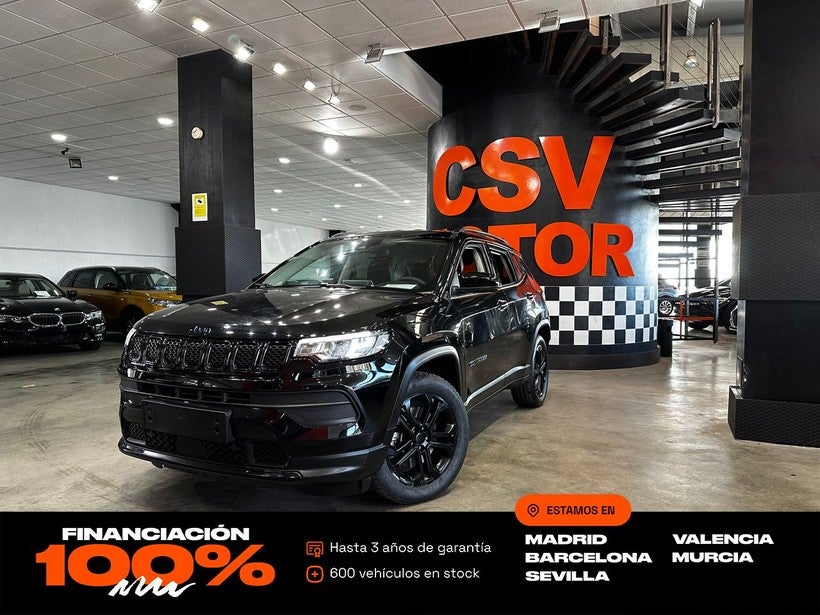 CSV
TOR
Jeep
FINANCIACIÓN
100%
Hasta 3 años de garantía
600 vehículos en stock
ESTAMOS EN
MADRID
BARCELONA
SEVILLA
VALENCIA
MURCIA